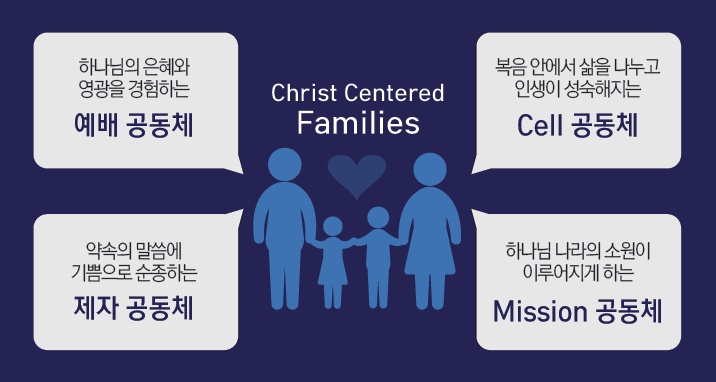 하나님의 은혜와
영광을 경험하는
예배 공동체
Christ Centered
Families
복음 안에서 삶을 나누고
인생이 성숙해지는
Cell 공동체
약속의 말씀에
기쁨으로 순종하는
제자 공동체
하나님 나라의 소원이
이루어지게 하는
Mission 공동체